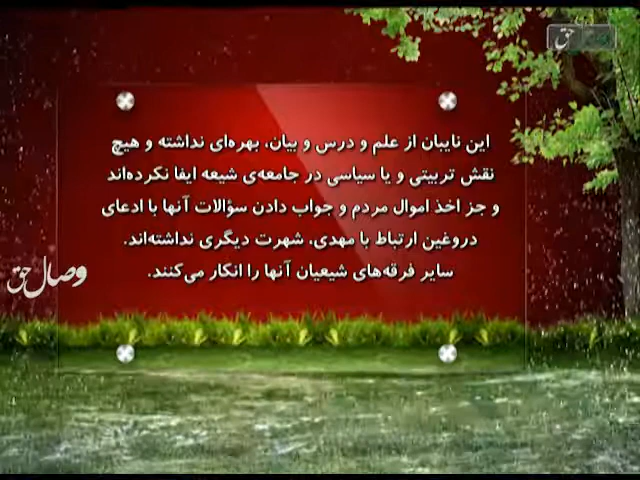 وصال حق
این نایبان از علم و درس و بیان، بهره‌ای نداشته و هیچ
نقش تربیتی و یا سیاسی در جامعه‌ی شیعه ایفا نکرده‌اند
و جز اخذ اموال مردم و جواب دادن سؤالات آنها با ادعای
دروغین ارتباط با مهدی، شهرت دیگری نداشته‌اند.
سایر فرقه‌های شیعیان آنها را انکار می‌کنند.
وصال حق